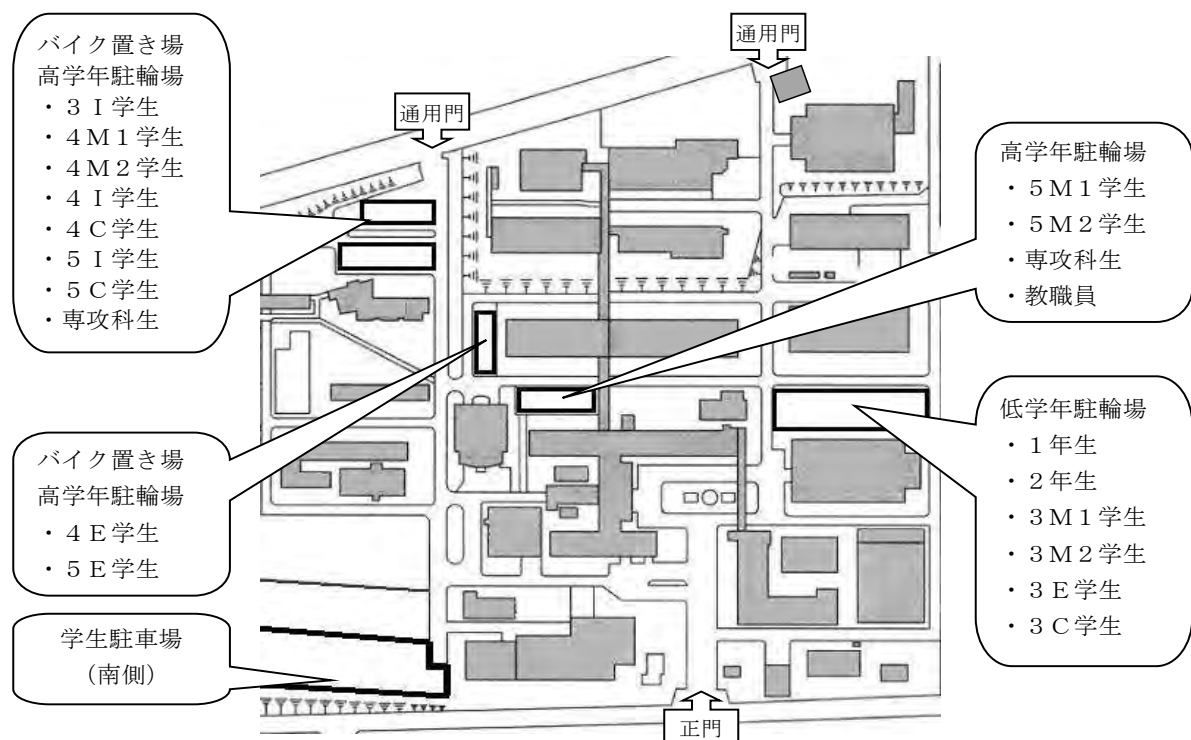 バイク置き場
高学年駐輪場
・３Ｉ学生
・４Ｍ１学生
・４Ｍ２学生
・４Ｉ学生
・４Ｃ学生
・５Ｉ学生
・５Ｃ学生
・専攻科生
通用門
通用門
高学年駐輪場
・５Ｍ１学生
・５Ｍ２学生
・専攻科生
・教職員
バイク置き場
高学年駐輪場
・４Ｅ学生
・５Ｅ学生
低学年駐輪場
・１年生
・２年生
・３Ｍ１学生
・３Ｍ２学生
・３Ｅ学生
・３Ｃ学生
学生駐車場
（南側）
正門